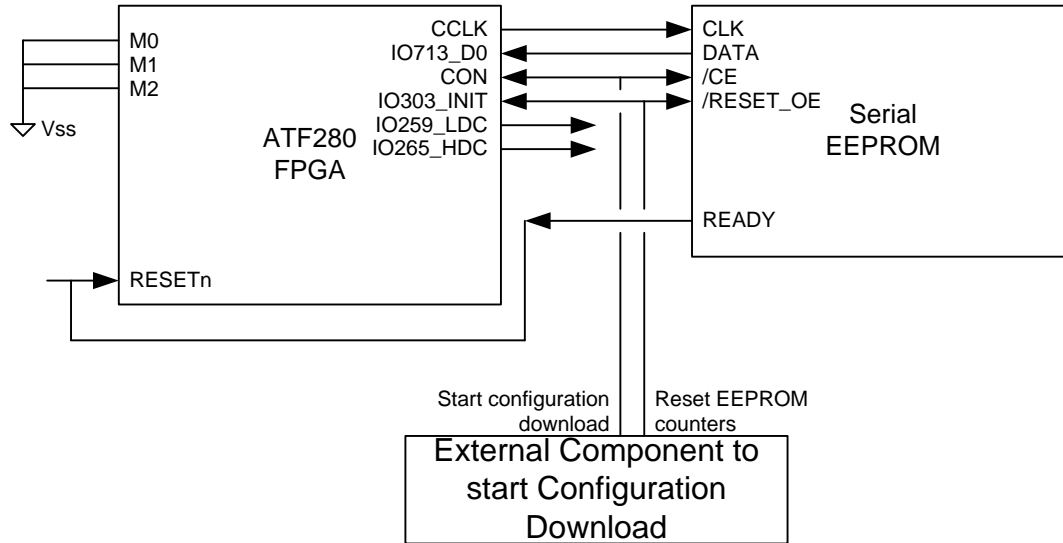 M0
M1
M2
Vss
RESETn
ATF280
FPGA
CCLK
IO713_D0
CON
IO303_INIT
IO259_LDC
IO265_HDC
CLK
DATA
/CE
/RESET_OE
READY
Serial
EEPROM
Start configuration
download
Reset EEPROM
counters
External Component to
start Configuration
Download